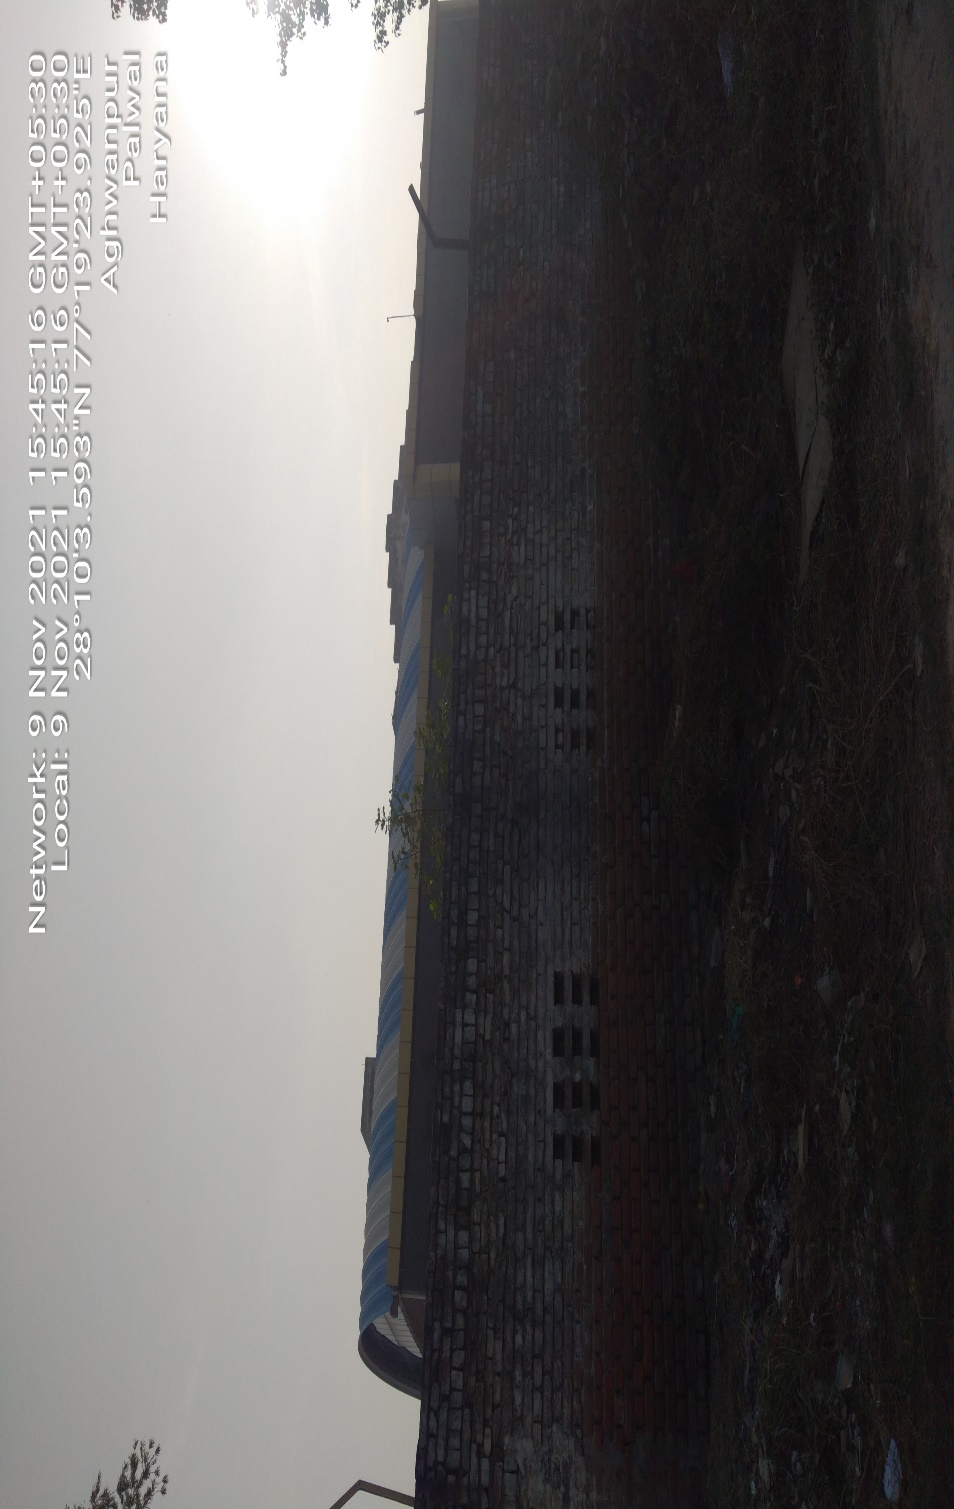 Network: 9 Nov 2021 15:45:16 GMT+05:30
Local: 9 Nov 2021 15:45:16 GMT+05:30
28°10'3.593"N 77°19'23.925"E
Aghwanpur
Palwal
Haryana